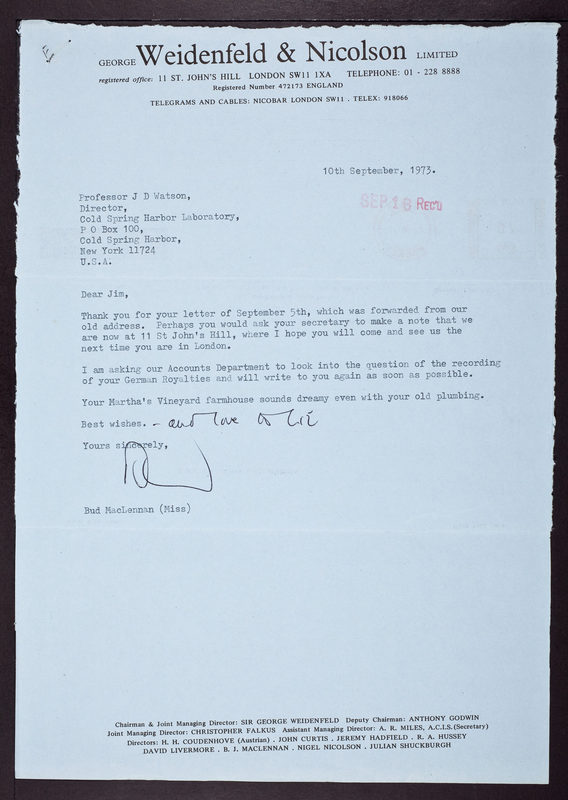 E
GEORGE Weidenfeld & Nicolson LIMITED
registered office: 11 ST. JOHN'S HILL LONDON SW11 1XA TELEPHONE: 01 - 228 8888
Registered Number 472173 ENGLAND
TELEGRAMS AND CABLES: NICOBAR LONDON SW11 . TELEX: 918066
10th September, 1973.
SEP 18 REC'D
Professor J D Watson,
Director,
Cold Spring Harbor Laboratory,
P O Box 100,
Cold Spring Harbor,
New York 11724
U.S.A.
Dear Jim,
Thank you for your letter of September 5th, which was forwarded from our
old address. Perhaps you would ask your secretary to make a note that we
are now at 11 St John's Hill, where I hope you will come and see us the
next time you are in London.
I am asking our Accounts Department to look into the question of the recording
of your German Royalties and will write to you again as soon as possible.
Your Martha's Vineyard farmhouse sounds dreamy even with your old plumbing.
Best wishes. - and love to Liz
Yours sincerely,
Bud MacLennan (Miss)
Chairman & Joint Managing Director: SIR GEORGE WEIDENFELD Deputy Chairman: ANTHONY GODWIN
Joint Managing Director: CHRISTOPHER FALKUS Assistant Managing Director: A. R. MILES, A.C.I.S. (Secretary)
Directors: H. H. COUDENHOVE (Austrian) . JOHN CURTIS . JEREMY HADFIELD . R. A. HUSSEY
DAVID LIVERMORE . B. J. MACLENNAN . NIGEL NICOLSON . JULIAN SHUCKBURGH